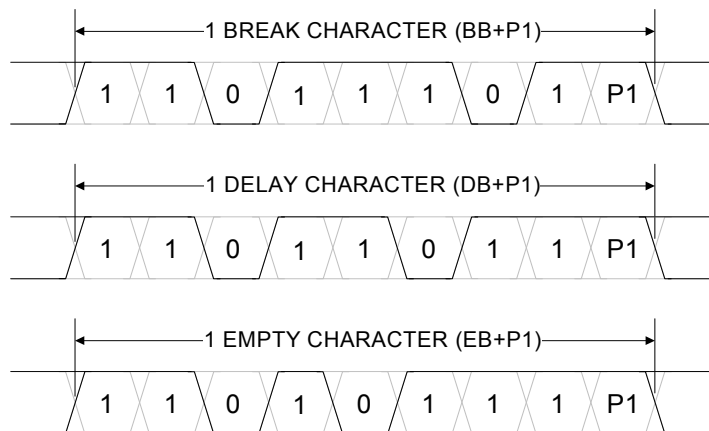 1 BREAK CHARACTER (BB+P1)
1 1 0 1 1 1 0 1 P1
1 DELAY CHARACTER (DB+P1)
1 1 0 1 1 0 1 1 P1
1 EMPTY CHARACTER (EB+P1)
1 1 0 1 0 1 1 1 P1